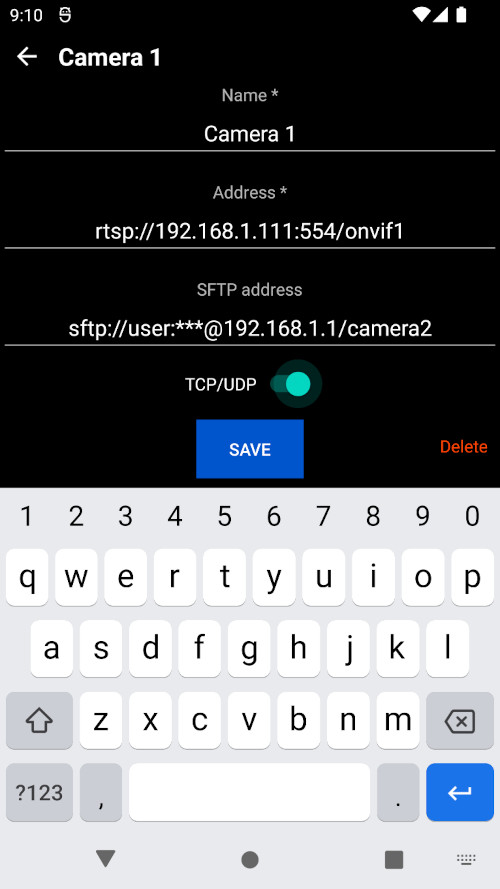 9:10
Camera 1
Name *
Camera 1
Address *
rtsp://192.168.1.111:554/onvif1
SFTP address
sftp://user:***@192.168.1.1/camera2
TCP/UDP
SAVE
Delete
1 2 3 4 5 6 7 8 9 0
q w e r t y u i o p
a s d f g h j k l
z x c v b n m
?123 , .